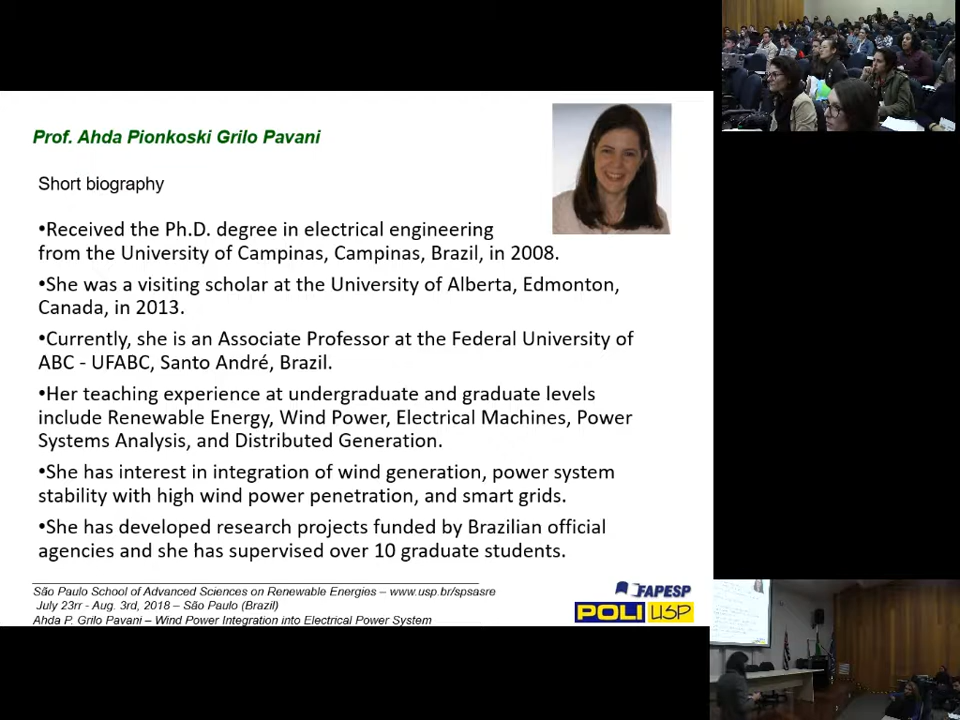 Prof. Ahda Pionkoski Grilo Pavani
Short biography
•Received the Ph.D. degree in electrical engineering
from the University of Campinas, Campinas, Brazil, in 2008.
•She was a visiting scholar at the University of Alberta, Edmonton,
Canada, in 2013.
•Currently, she is an Associate Professor at the Federal University of
ABC - UFABC, Santo André, Brazil.
•Her teaching experience at undergraduate and graduate levels
include Renewable Energy, Wind Power, Electrical Machines, Power
Systems Analysis, and Distributed Generation.
•She has interest in integration of wind generation, power system
stability with high wind power penetration, and smart grids.
•She has developed research projects funded by Brazilian official
agencies and she has supervised over 10 graduate students.
São Paulo School of Advanced Sciences on Renewable Energies – www.usp.br/spsasre
July 23rr - Aug. 3rd, 2018 – São Paulo (Brazil)
Ahda P. Grilo Pavani – Wind Power Integration into Electrical Power System
FAPESP
POLI USP